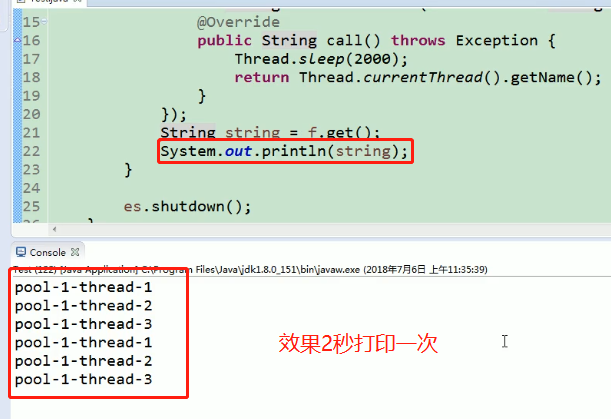 15 @Override
16 public String call() throws Exception {
17 Thread.sleep(2000);
18 return Thread.currentThread().getName();
19 }
20 });
21 String string = f.get();
22 System.out.println(string);
23 }
24
25 es.shutdown();
Console
Test (122) [Java Application] C:\Program Files\Java\jdk1.8.0_151\bin\javaw.exe (2018年7月6日 上午11:35:39)
pool-1-thread-1
pool-1-thread-2
pool-1-thread-3
pool-1-thread-1
pool-1-thread-2
pool-1-thread-3
效果2秒打印一次